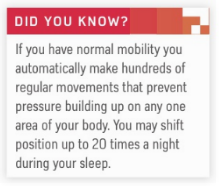 DID YOU KNOW?
If you have normal mobility you
automatically make hundreds of
regular movements that prevent
pressure building up on any one
area of your body. You may shift
position up to 20 times a night
during your sleep.